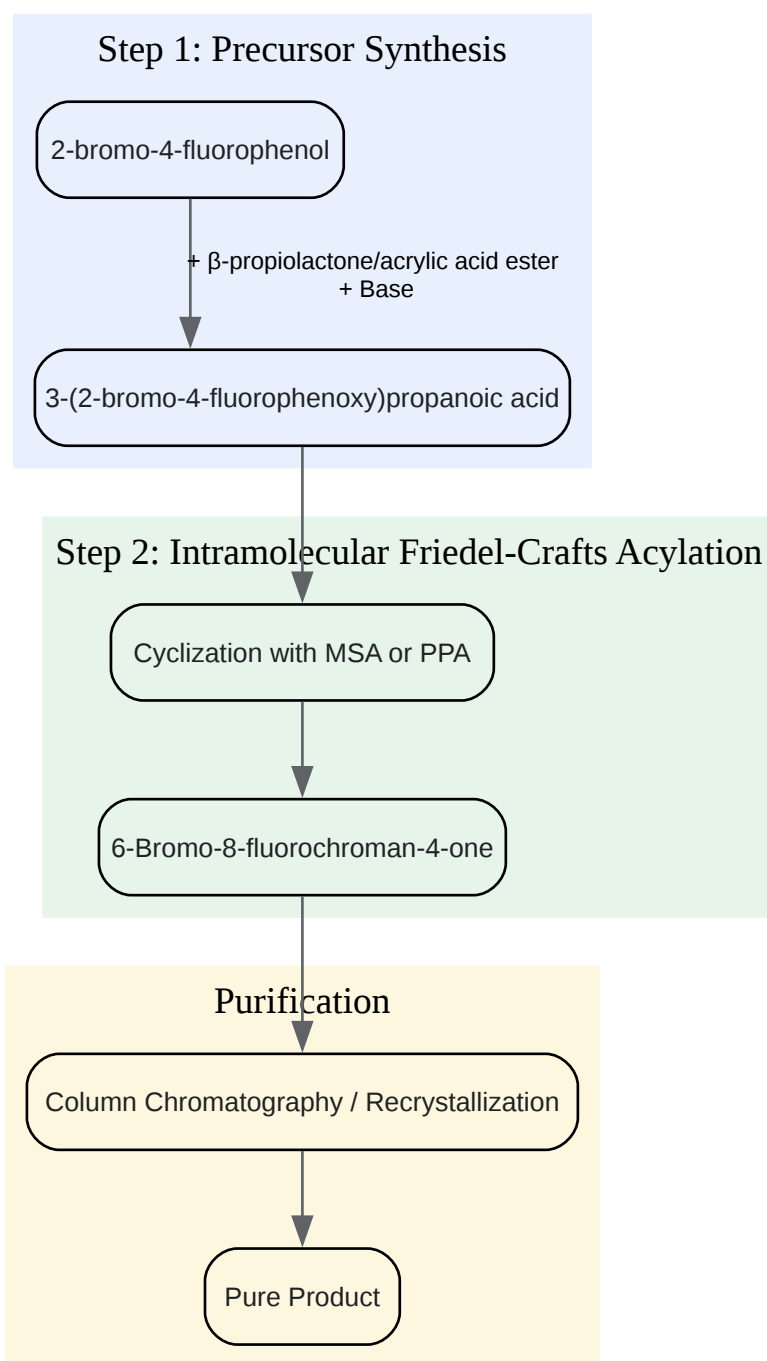 Step 1: Precursor Synthesis
2-bromo-4-fluorophenol
+ β-propiolactone/acrylic acid ester
+ Base
3-(2-bromo-4-fluorophenoxy)propanoic acid
Step 2: Intramolecular Friedel-Crafts Acylation
Cyclization with MSA or PPA
6-Bromo-8-fluorochroman-4-one
Purification
Column Chromatography / Recrystallization
Pure Product